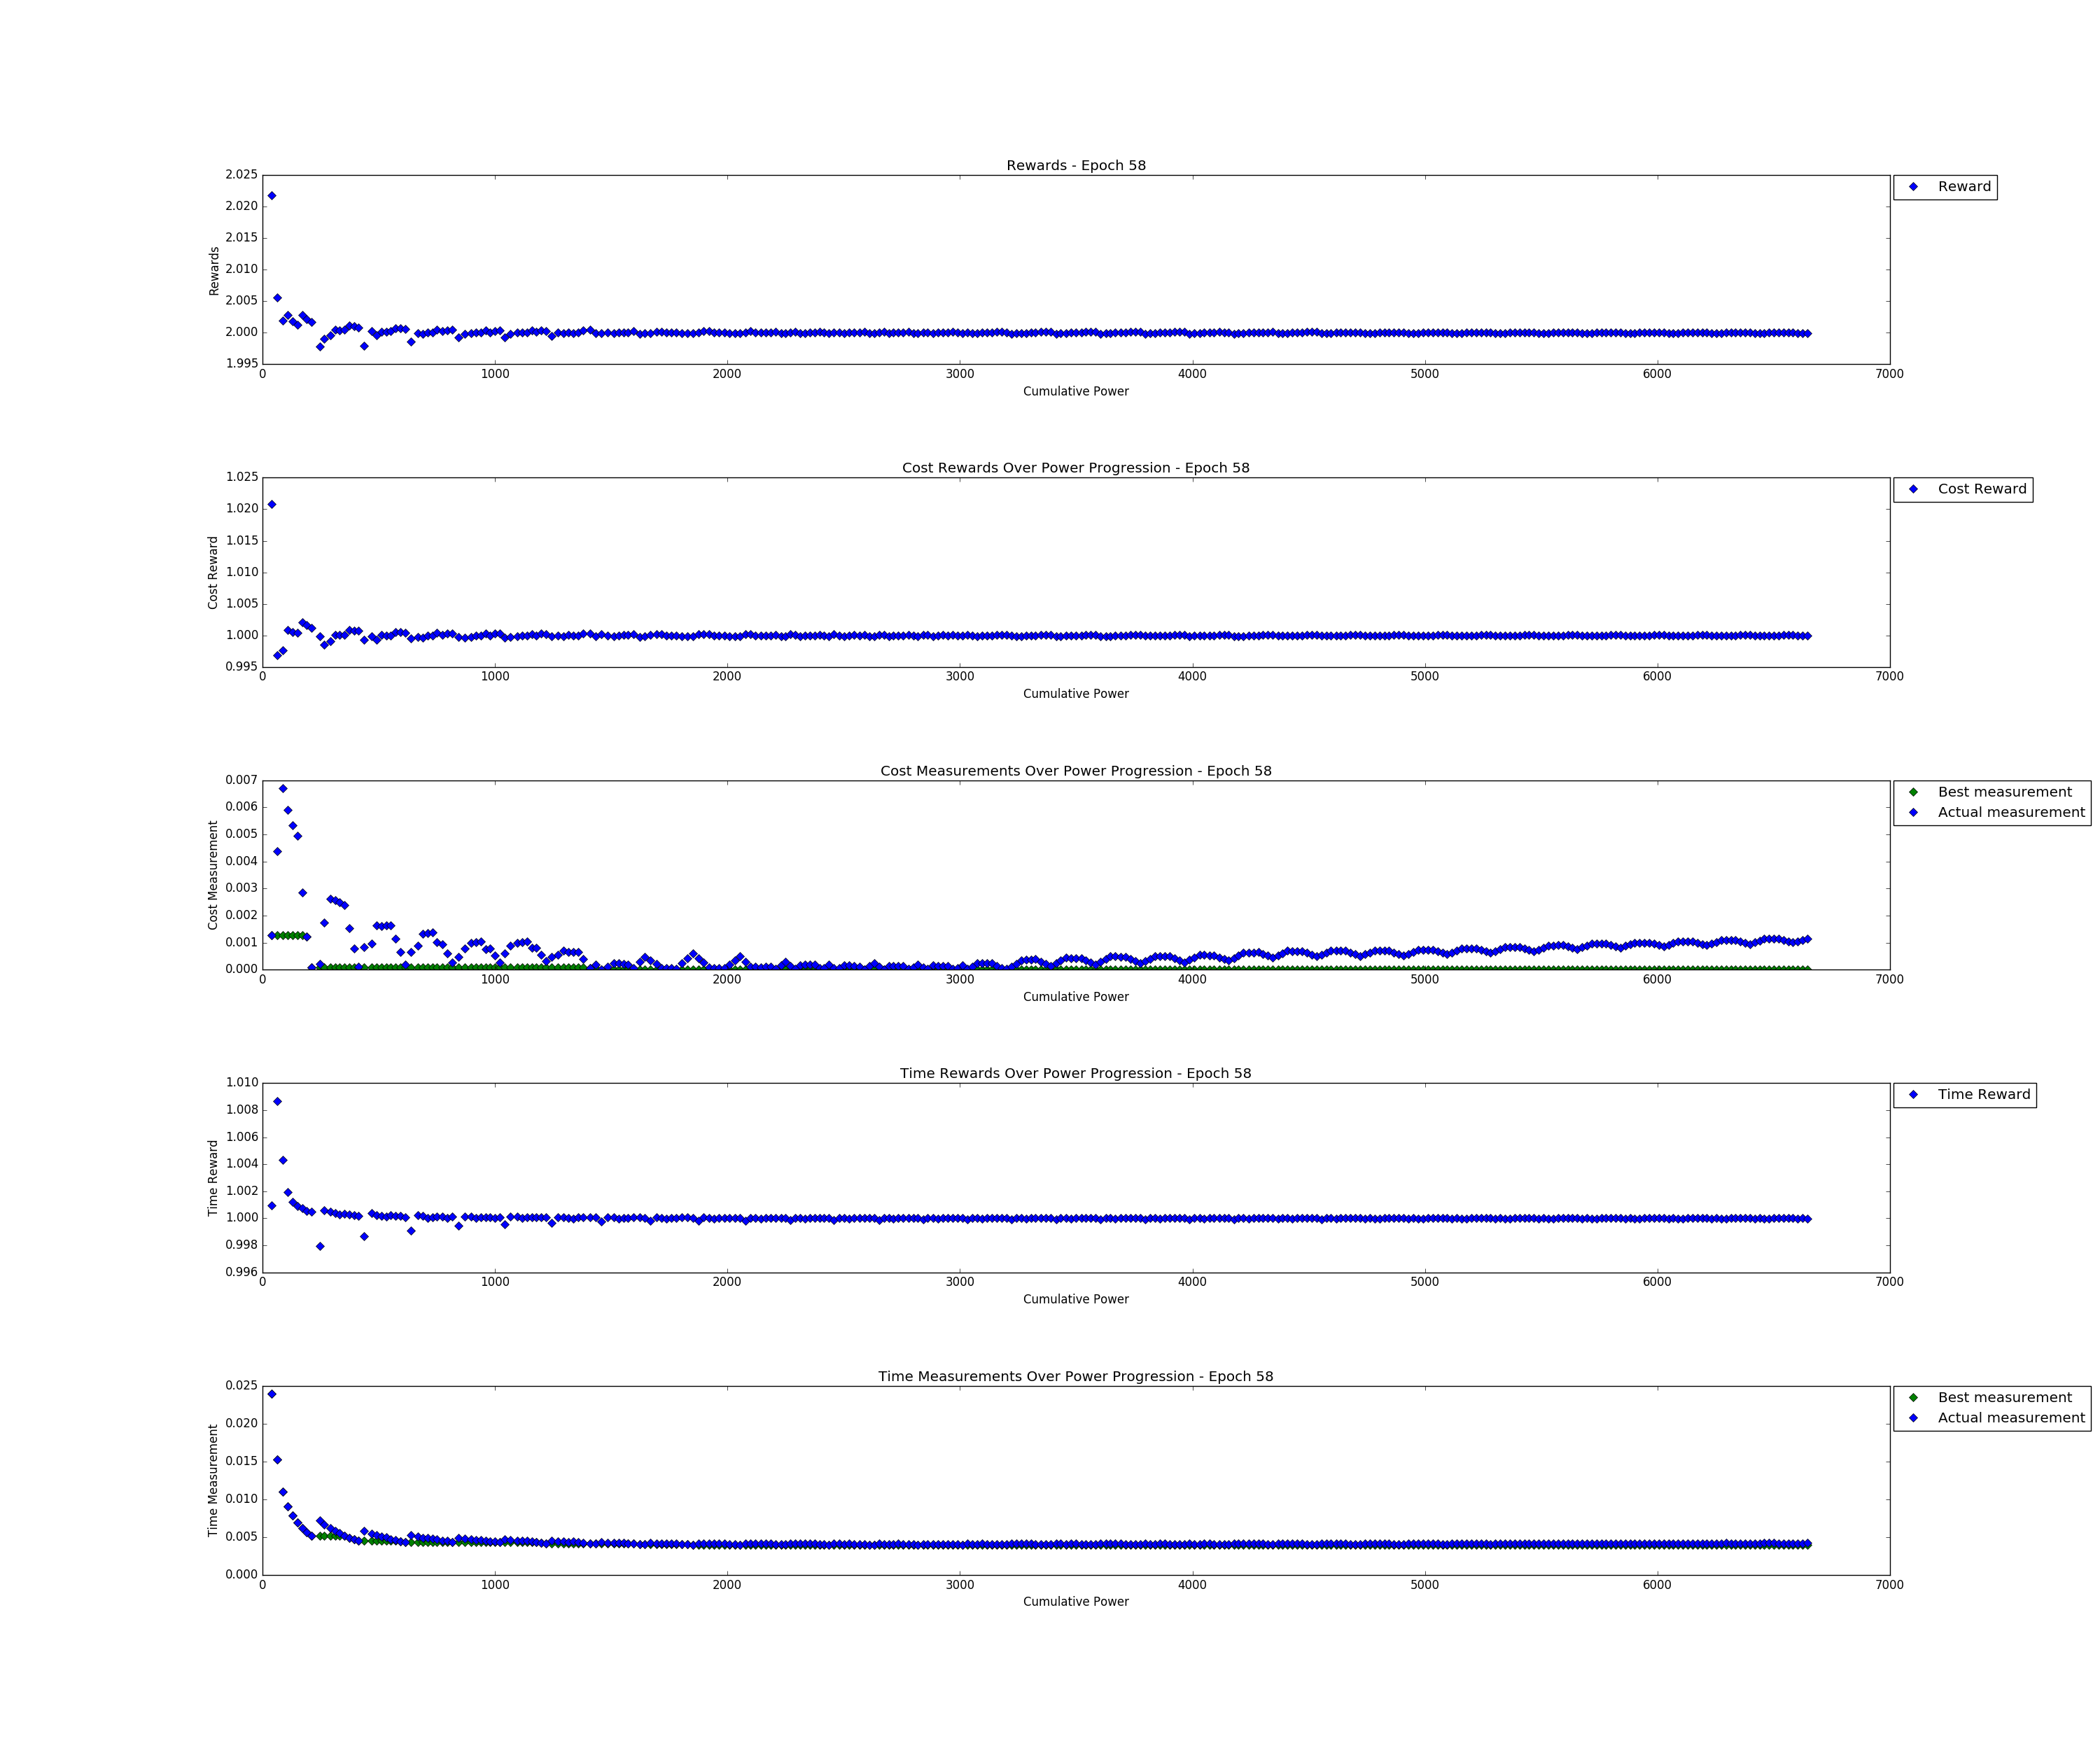 Rewards - Epoch 58
2.025
2.020
2.015
2.010
2.005
2.000
1.995
Rewards
0 1000 2000 3000 4000 5000 6000 7000
Cumulative Power
Reward
Cost Rewards Over Power Progression - Epoch 58
1.025
1.020
1.015
1.010
1.005
1.000
0.995
Cost Reward
0 1000 2000 3000 4000 5000 6000 7000
Cumulative Power
Cost Reward
Cost Measurements Over Power Progression - Epoch 58
0.007
0.006
0.005
0.004
0.003
0.002
0.001
0.000
Cost Measurement
0 1000 2000 3000 4000 5000 6000 7000
Cumulative Power
Best measurement
Actual measurement
Time Rewards Over Power Progression - Epoch 58
1.010
1.008
1.006
1.004
1.002
1.000
0.998
0.996
Time Reward
0 1000 2000 3000 4000 5000 6000 7000
Cumulative Power
Time Reward
Time Measurements Over Power Progression - Epoch 58
0.025
0.020
0.015
0.010
0.005
0.000
Time Measurement
0 1000 2000 3000 4000 5000 6000 7000
Cumulative Power
Best measurement
Actual measurement